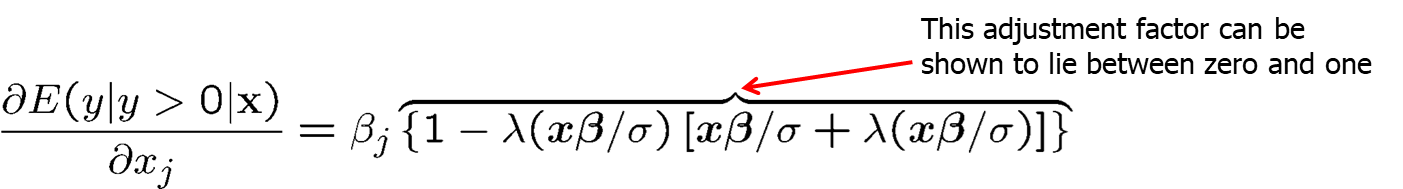 This adjustment factor can be
shown to lie between zero and one
∂E(y|y > 0|x)/∂x_j = β_j {1 − λ(xβ/σ) [xβ/σ + λ(xβ/σ)]}